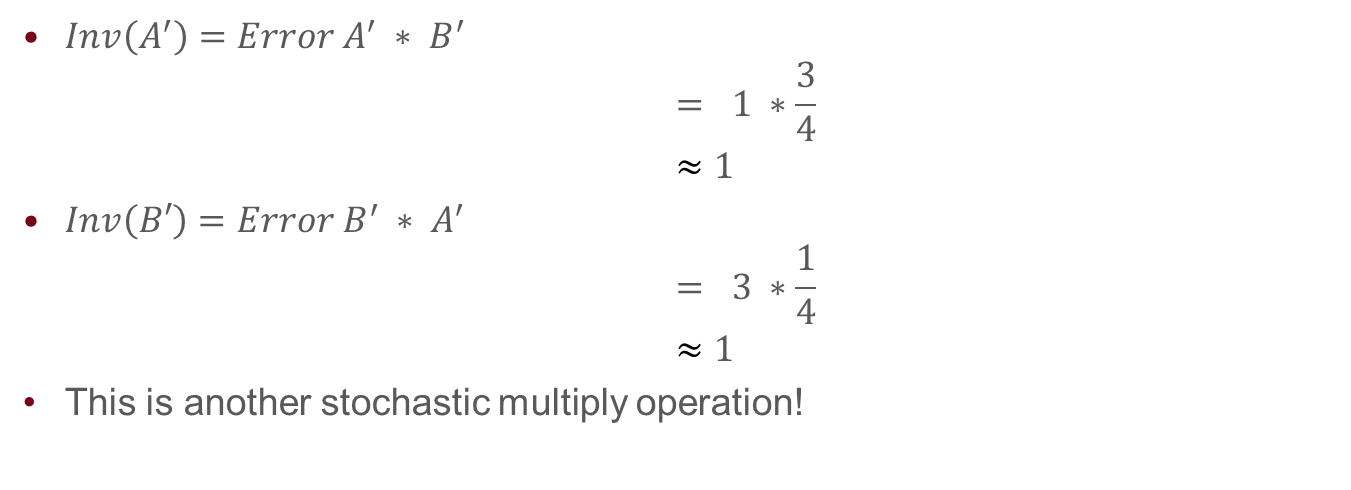 • Inv(A′) = Error A′ * B′
= 1 * 3/4
≈ 1
• Inv(B′) = Error B′ * A′
= 3 * 1/4
≈ 1
• This is another stochastic multiply operation!